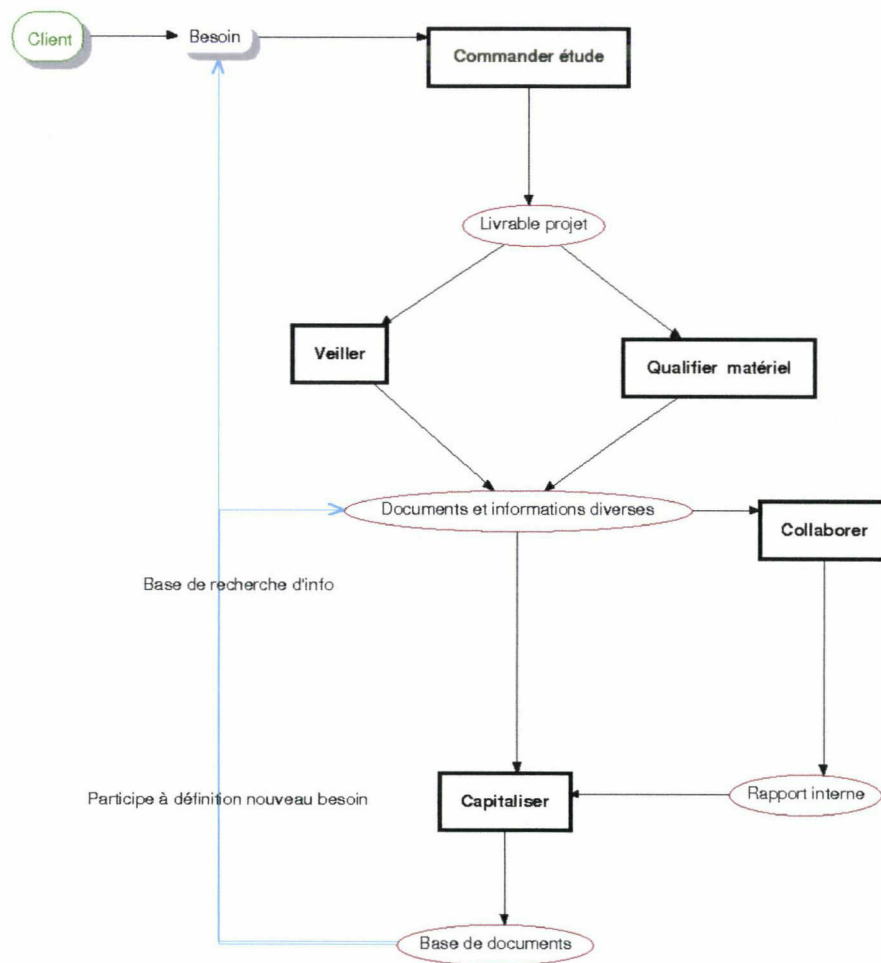 Client
Besoin
Commander étude
Livrable projet
Veiller
Qualifier matériel
Documents et informations diverses
Collaborer
Base de recherche d'info
Participe à définition nouveau besoin
Capitaliser
Rapport interne
Base de documents